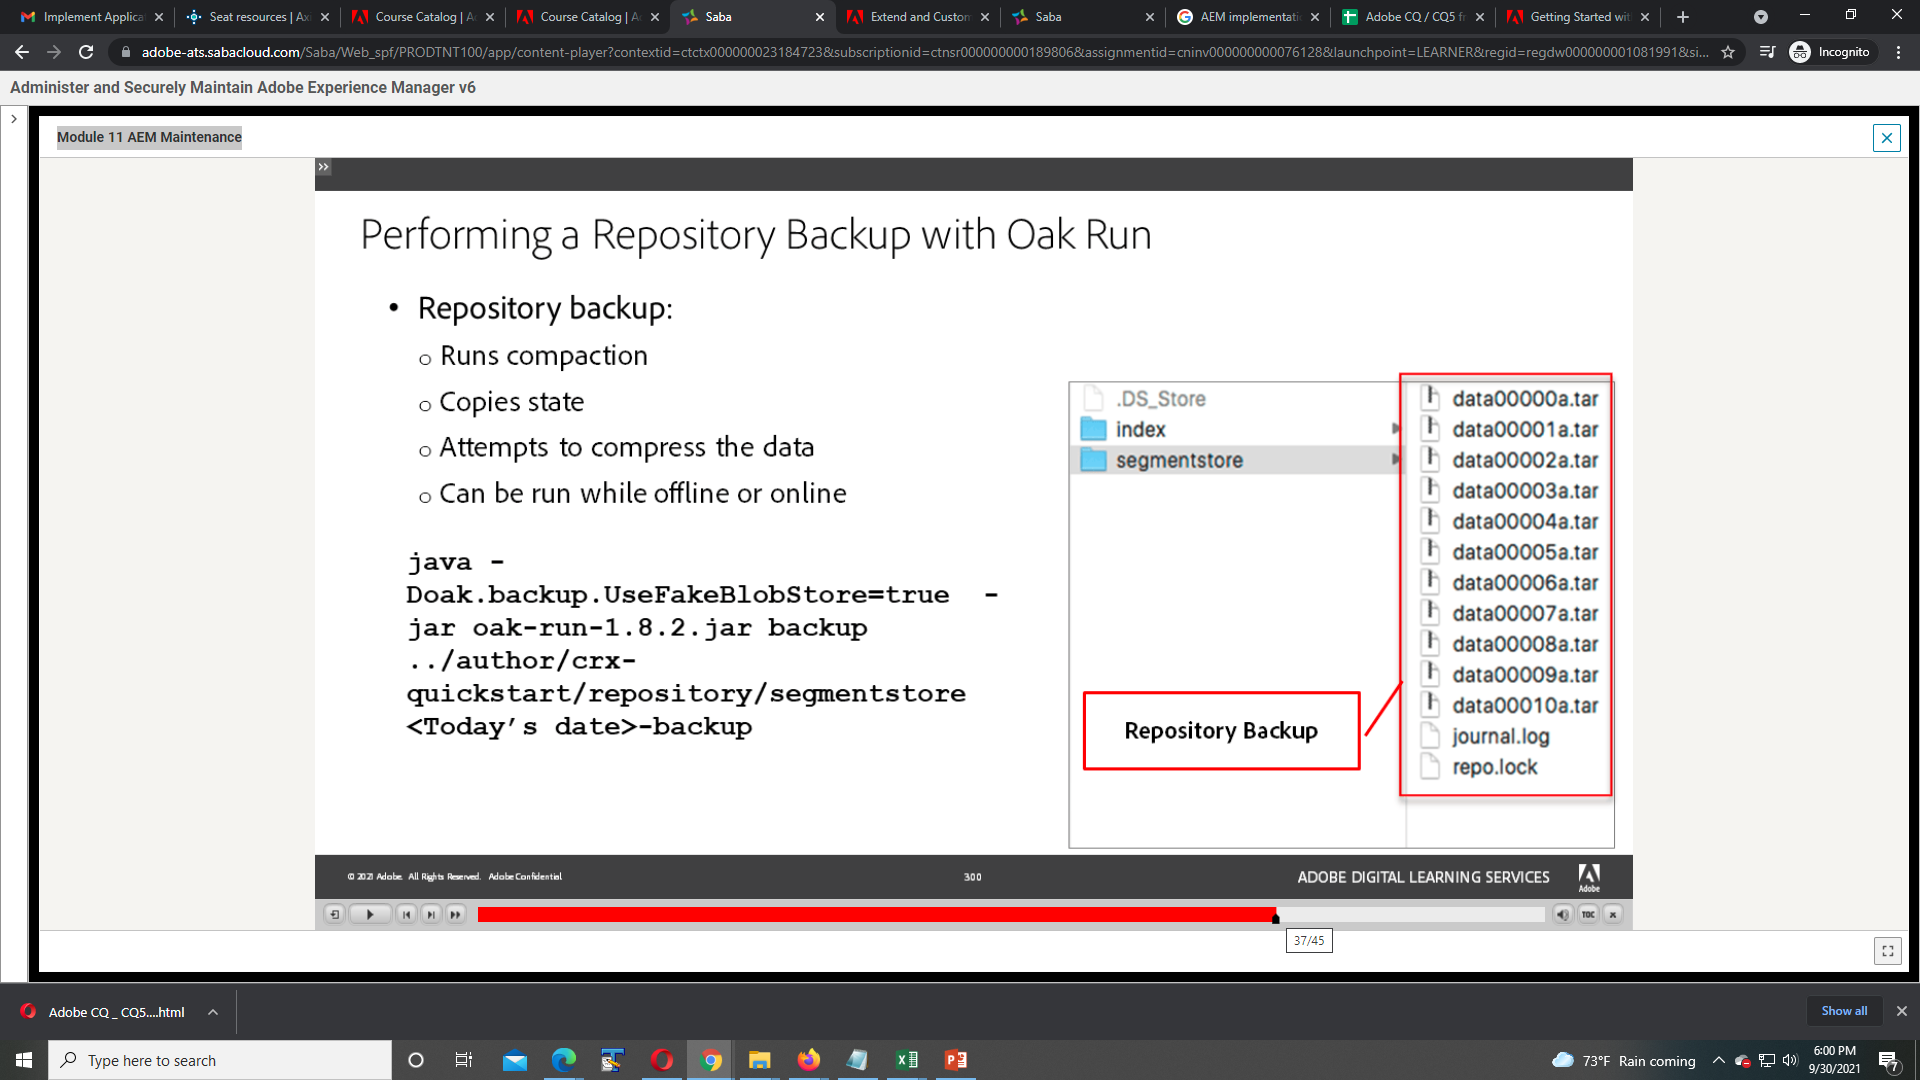 Implement Applica
Seat resources | Ax
Course Catalog | A
Course Catalog | A
Saba
Extend and Custom
Saba
AEM implementati
Adobe CQ / CQ5 f
Getting Started wit
adobe-ats.sabacloud.com/Saba/Web_spf/PRODTNT100/app/content-player?contextid=ctctx000000023184723&subscriptionid=ctnsr000000000189806&assignmentid=cninv000000000076128&launchpoint=LEARNER&regid=regdw000000001081991&si...
Incognito
Administer and Securely Maintain Adobe Experience Manager v6
Module 11 AEM Maintenance
Performing a Repository Backup with Oak Run
• Repository backup:
o Runs compaction
o Copies state
o Attempts to compress the data
o Can be run while offline or online
java -
Doak.backup.UseFakeBlobStore=true -
jar oak-run-1.8.2.jar backup
../author/crx-
quickstart/repository/segmentstore
<Today’s date>-backup
.DS_Store
index
segmentstore
data00000a.tar
data00001a.tar
data00002a.tar
data00003a.tar
data00004a.tar
data00005a.tar
data00006a.tar
data00007a.tar
data00008a.tar
data00009a.tar
data00010a.tar
journal.log
repo.lock
Repository Backup
© 2021 Adobe. All Rights Reserved. Adobe Confidential
300
ADOBE DIGITAL LEARNING SERVICES
Adobe
TOC
37/45
Adobe CQ _ CQ5....html
Show all
Type here to search
73°F Rain coming
6:00 PM
9/30/2021
7